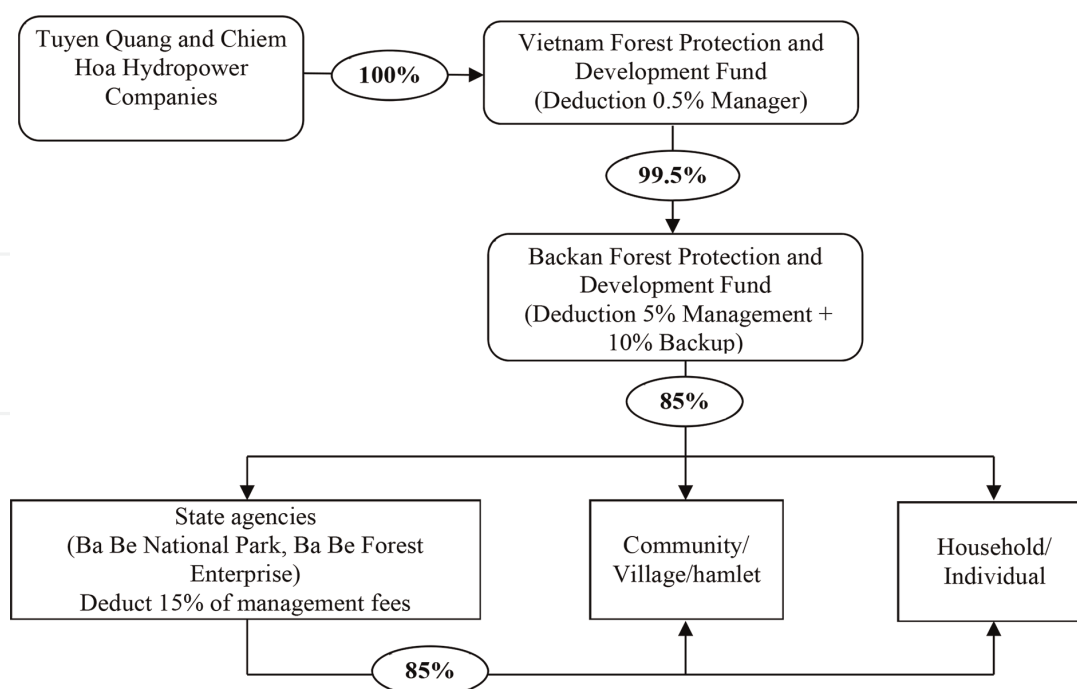 Tuyen Quang and Chiem
Hoa Hydropower
Companies
100%
Vietnam Forest Protection and
Development Fund
(Deduction 0.5% Manager)
99.5%
Backan Forest Protection and
Development Fund
(Deduction 5% Management +
10% Backup)
85%
State agencies
(Ba Be National Park, Ba Be Forest
Enterprise)
Deduct 15% of management fees
Community/
Village/hamlet
Household/
Individual
85%